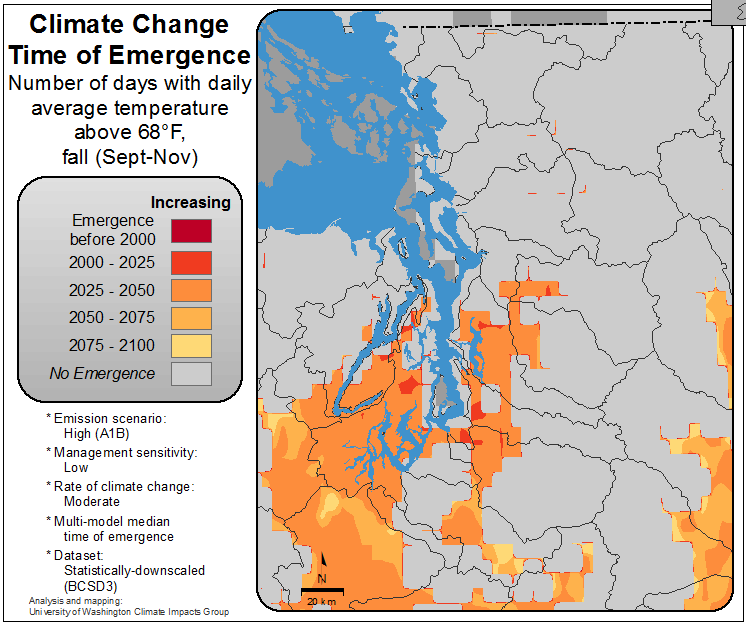 Climate Change
Time of Emergence
Number of days with daily
average temperature
above 68°F,
fall (Sept-Nov)
Increasing
Emergence
before 2000
2000 - 2025
2025 - 2050
2050 - 2075
2075 - 2100
No Emergence
* Emission scenario:
High (A1B)
* Management sensitivity:
Low
* Rate of climate change:
Moderate
* Multi-model median
time of emergence
* Dataset:
Statistically-downscaled
(BCSD3)
Analysis and mapping:
University of Washington Climate Impacts Group
N
20 km